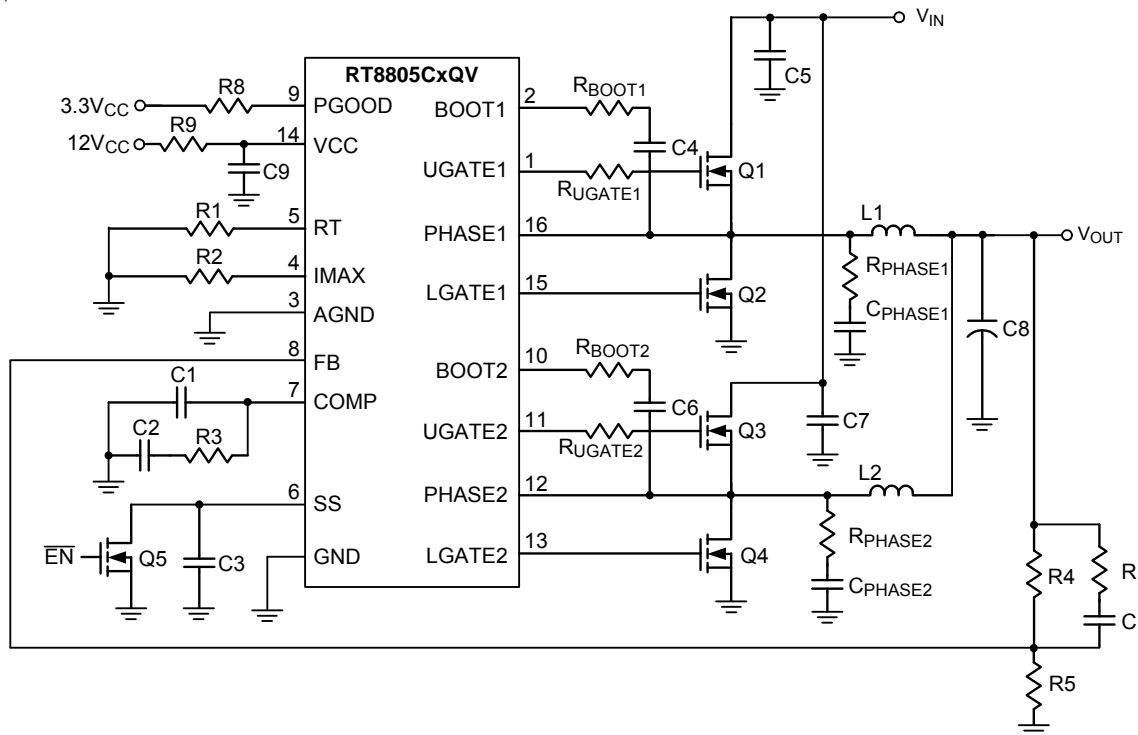 V_IN
RT8805CxQV
C5
R_BOOT1
3.3V_CC R8 9 PGOOD BOOT1 2
R9
12V_CC 14 VCC
C4
C9 UGATE1 1 Q1
R_UGATE1
R1 5 RT L1
PHASE1 16 V_OUT
R2 4 IMAX R_PHASE1
3 LGATE1 15 Q2
AGND C_PHASE1
C8
8 FB R_BOOT2
C1 BOOT2 10
7 COMP C6
C2 R3 UGATE2 11 Q3 C7
R_UGATE2
L2
6 SS PHASE2 12
EN Q5 C3 R_PHASE2
GND LGATE2 13 Q4
C_PHASE2
R4 R
C
R5